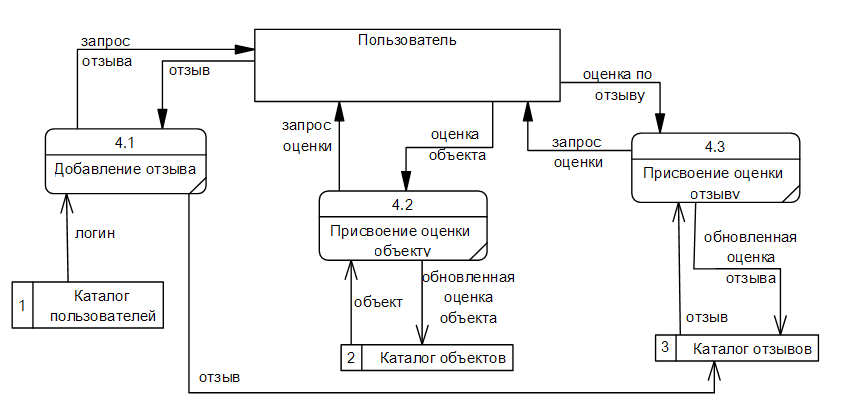 Пользователь
запрос
отзыва
отзыв
оценка по
отзыву
запрос
оценки
оценка
объекта
запрос
оценки
4.1
Добавление отзыва
4.2
Присвоение оценки
объекту
4.3
Присвоение оценки
отзыву
логин
1
Каталог
пользователей
объект
обновленная
оценка
объекта
2
Каталог объектов
обновленная
оценка
отзыва
отзыв
3
Каталог отзывов
отзыв